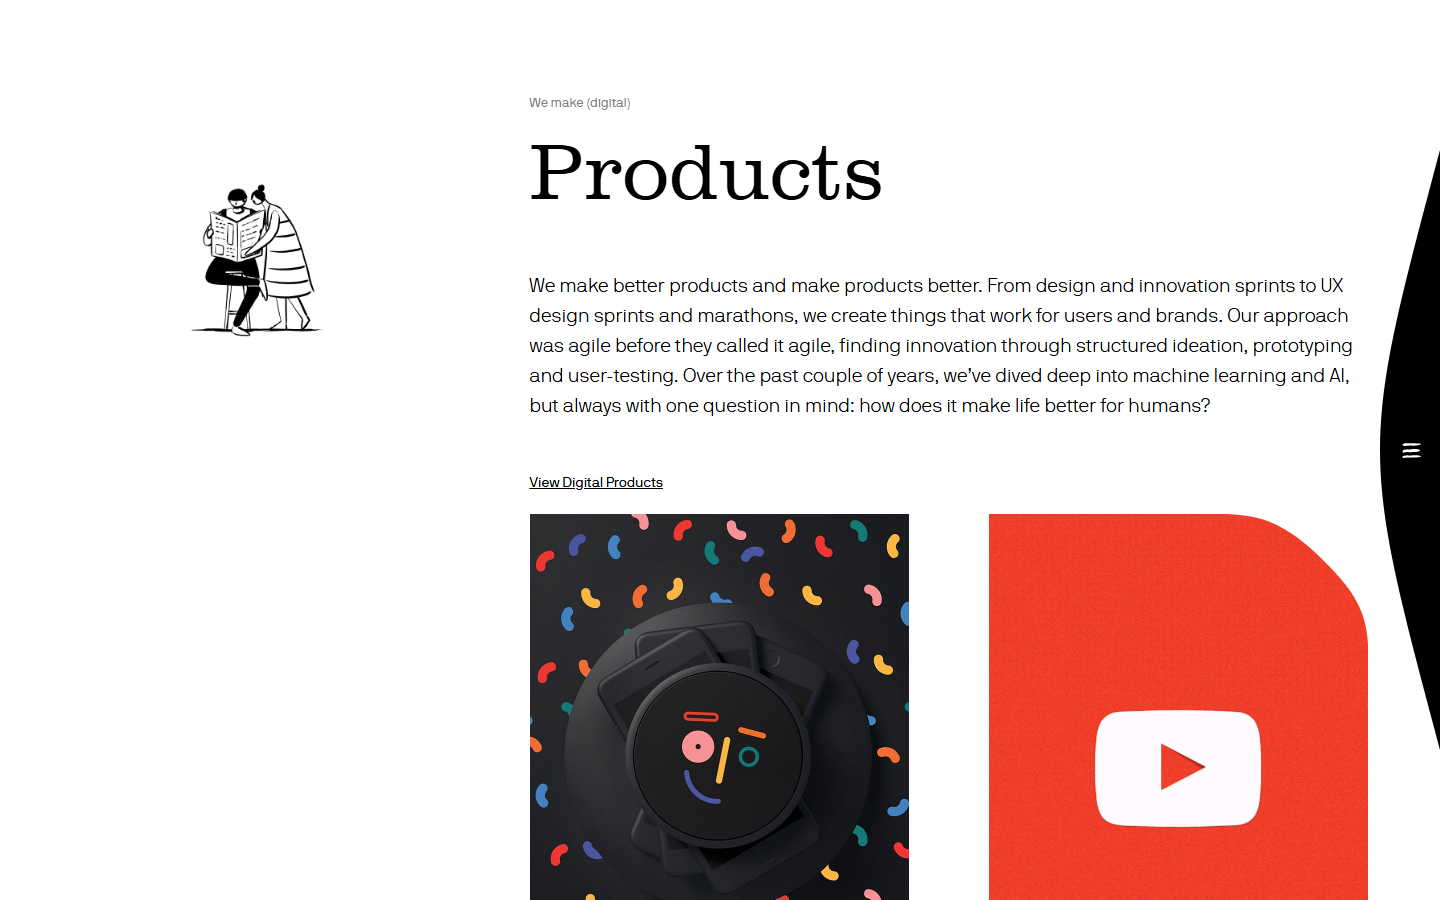 We make (digital)
Products
We make better products and make products better. From design and innovation sprints to UX
design sprints and marathons, we create things that work for users and brands. Our approach
was agile before they called it agile, finding innovation through structured ideation, prototyping
and user-testing. Over the past couple of years, we’ve dived deep into machine learning and AI,
but always with one question in mind: how does it make life better for humans?
View Digital Products